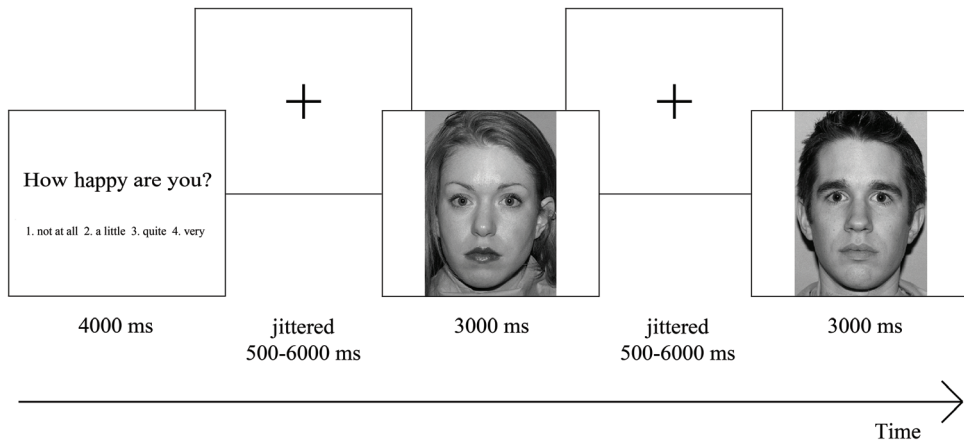 How happy are you?
1. not at all 2. a little 3. quite 4. very
4000 ms
jittered
500-6000 ms
3000 ms
jittered
500-6000 ms
3000 ms
Time